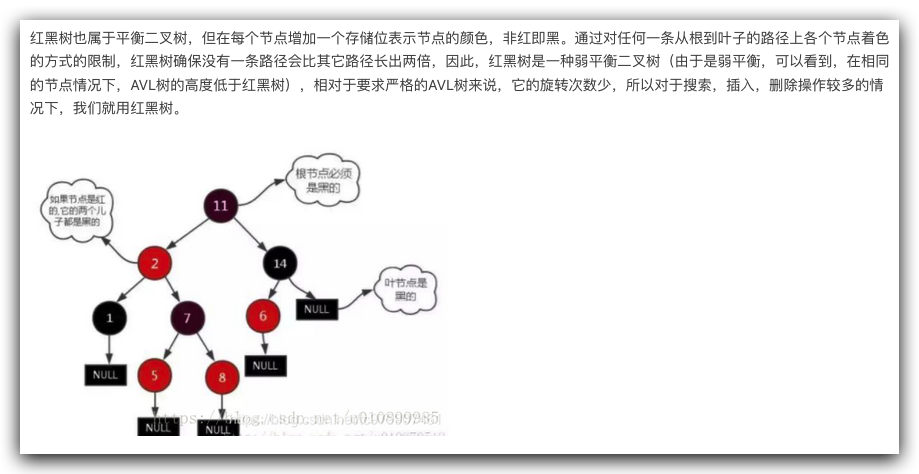 红黑树也属于平衡二叉树，但在每个节点增加一个存储位表示节点的颜色，非红即黑。通过对任何一条从根到叶子的路径上各个节点着色
的方式的限制，红黑树确保没有一条路径会比其它路径长出两倍，因此，红黑树是一种弱平衡二叉树（由于是弱平衡，可以看到，在相同
的节点情况下，AVL树的高度低于红黑树），相对于要求严格的AVL树来说，它的旋转次数少，所以对于搜索，插入，删除操作较多的情
况下，我们就用红黑树。
根节点必须
是黑的
如果节点是红
的,它的两个儿
子都是黑的
11
2
14
叶节点是
黑的
1
7
6
NULL
NULL
5
8
NULL
NULL
NULL
https://blog.csdn.net/u010899985